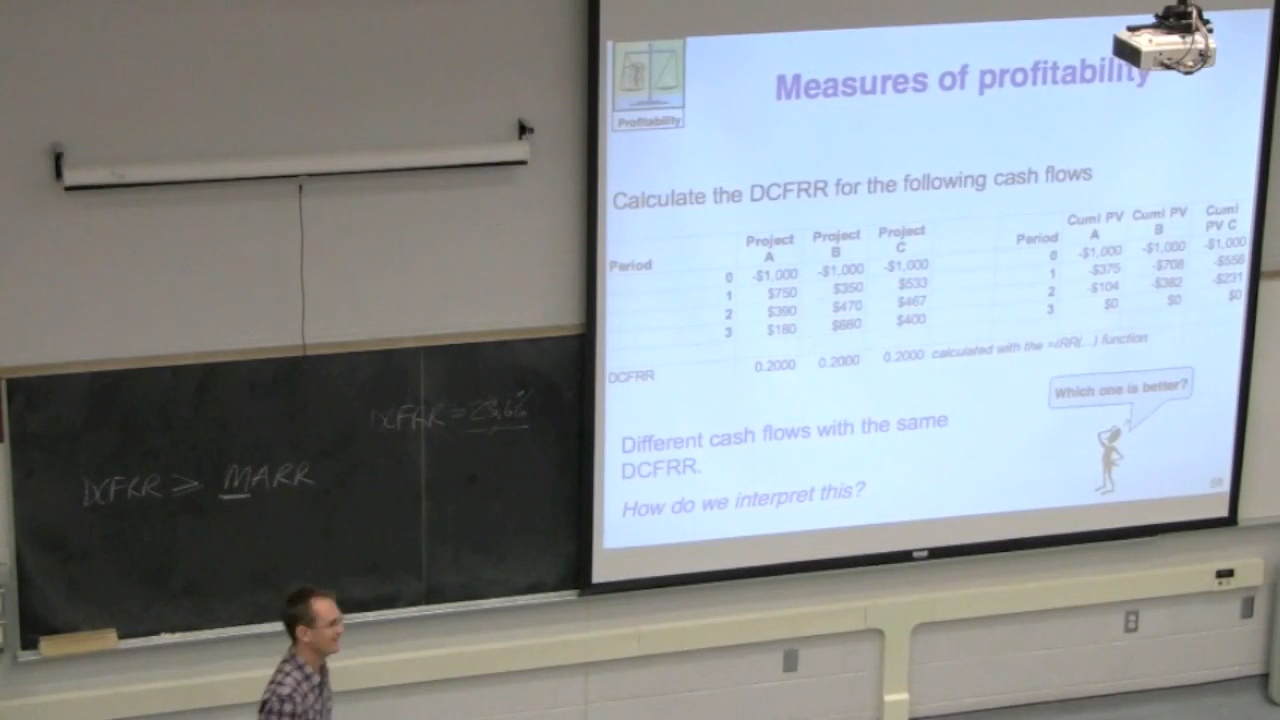 Measures of profitability
Profitability
Calculate the DCFRR for the following cash flows
Period Project A Project B Project C Period Cuml PV A Cuml PV B Cuml PV C
0 -$1,000 -$1,000 -$1,000 0 -$1,000 -$1,000 -$1,000
1 $750 $350 $533 1 -$375 -$708 -$556
2 $390 $470 $467 2 -$104 -$382 -$231
3 $180 $660 $400 3 $0 $0 $0
DCFRR 0.2000 0.2000 0.2000 calculated with the =IRR(...) function
Which one is better?
Different cash flows with the same
DCFRR.
How do we interpret this?
DCFRR = 23,6%
DCFRR ⩾ MARR